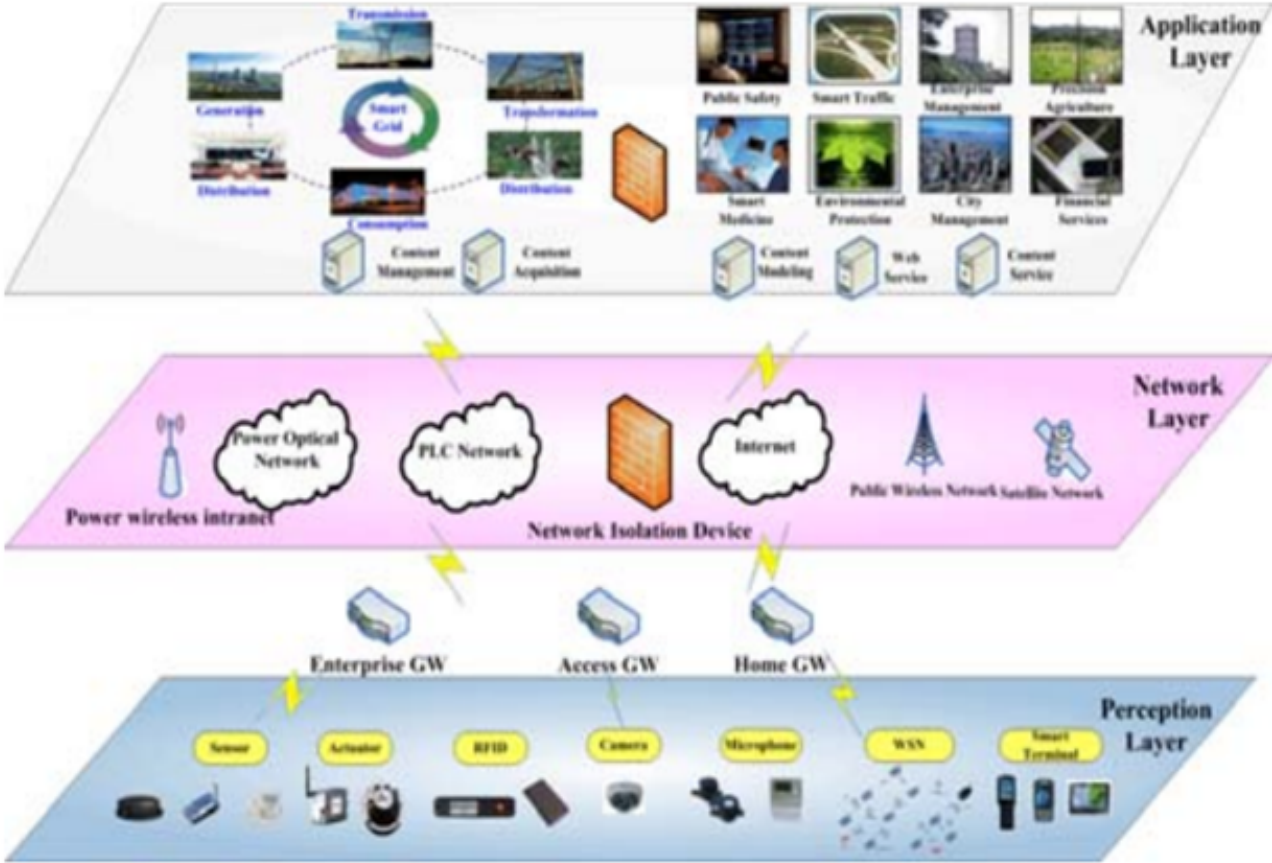 Application
Layer
Transmission
Generation
Smart
Grid
Transformation
Distribution
Distribution
Consumption
Public Safety
Smart Traffic
Enterprise
Management
Precision
Agriculture
Smart
Medicine
Environmental
Protection
City
Management
Financial
Services
Content
Management
Content
Acquisition
Content
Modeling
Web
Service
Content
Service
Network
Layer
Power Optical
Network
PLC Network
Internet
Power wireless intranet
Network Isolation Device
Public Wireless Network
Satellite Network
Enterprise GW
Access GW
Home GW
Perception
Layer
Sensor
Actuator
RFID
Camera
Microphone
WSN
Smart
Terminal